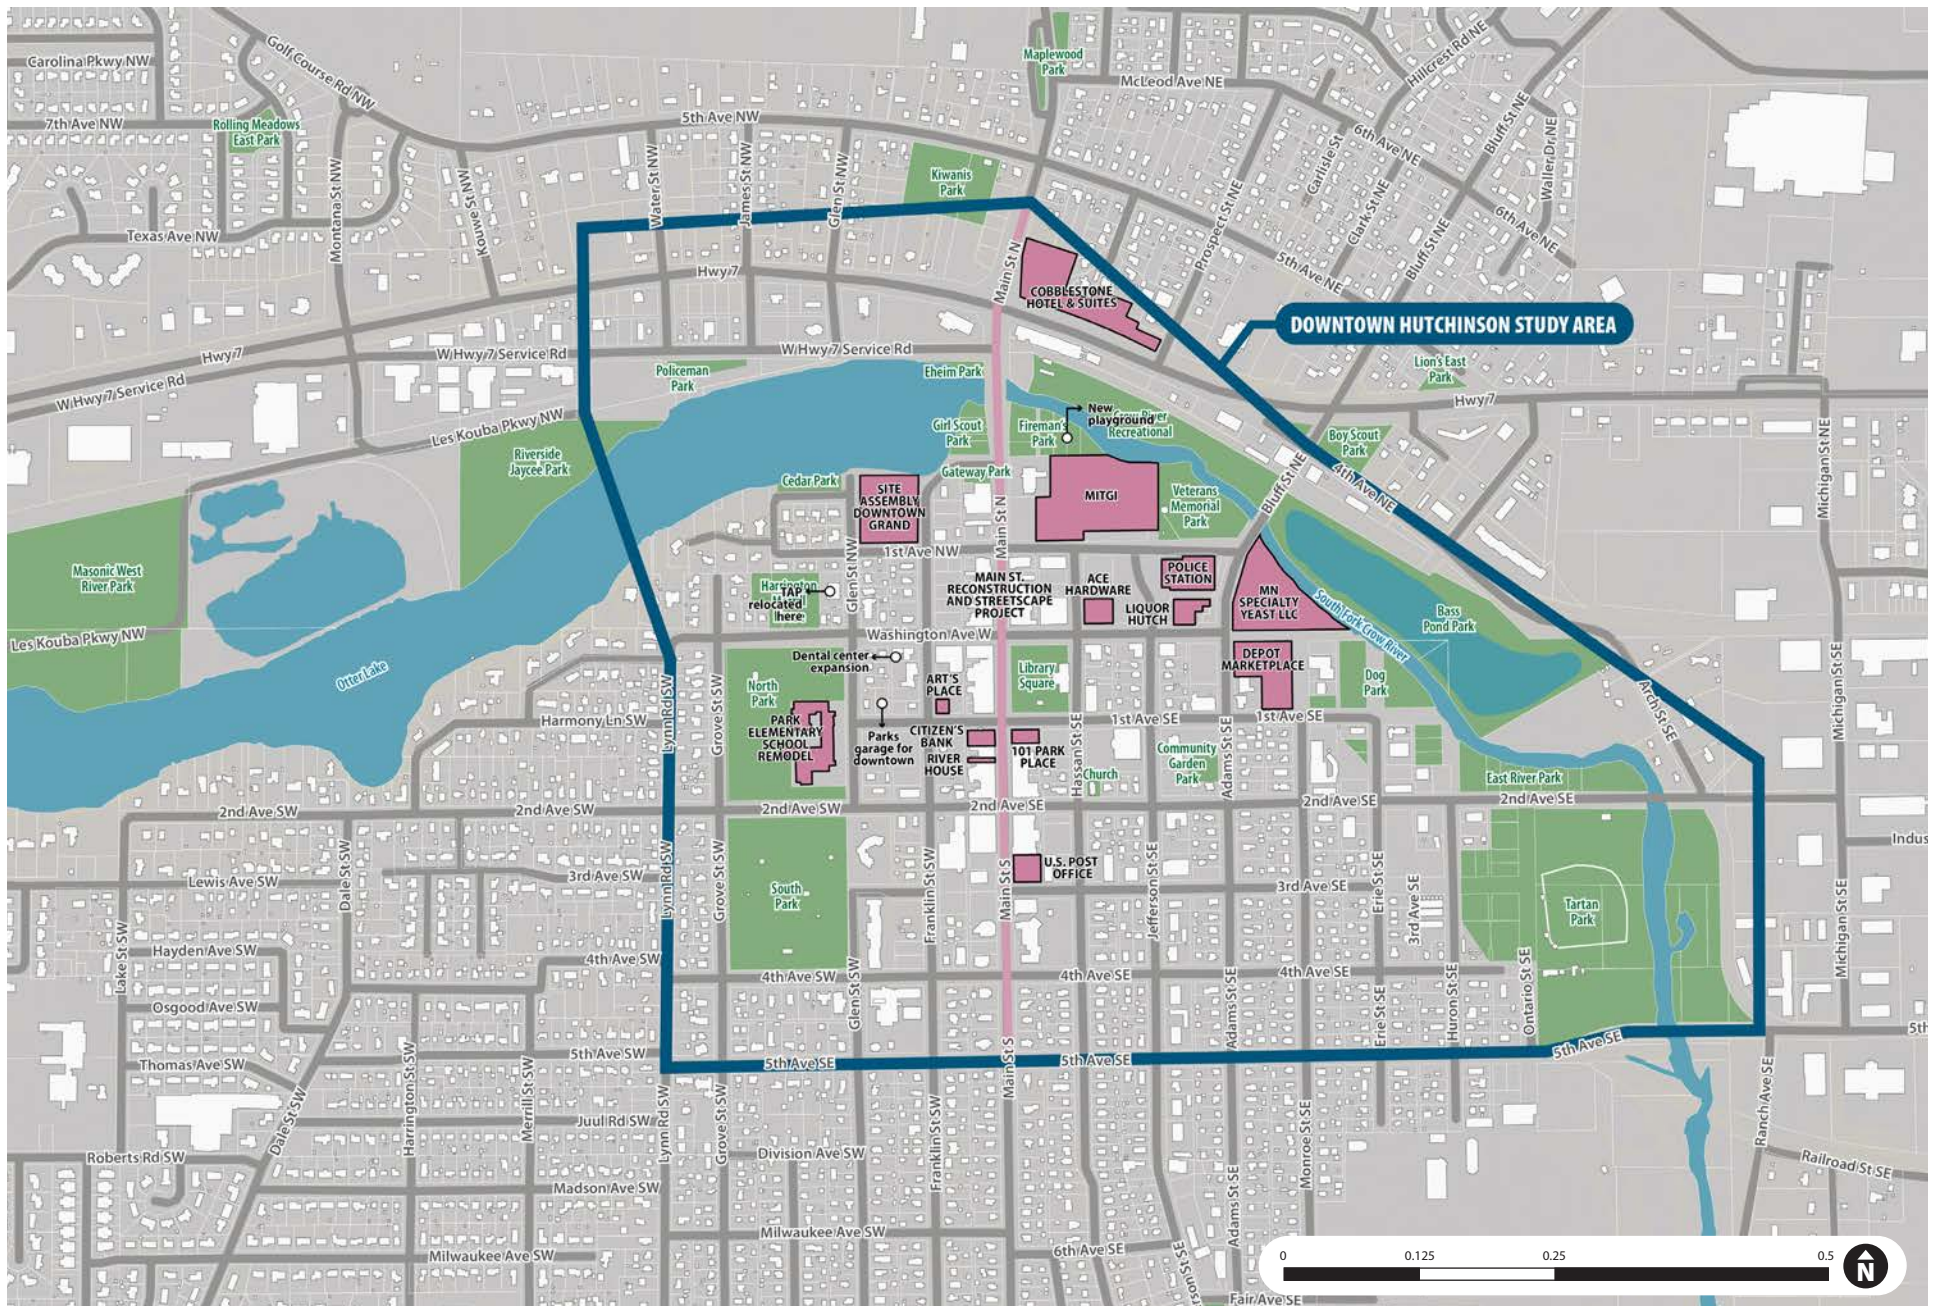 Carolina Pkwy NW
Golf Course Rd NW
Maplewood
Park
McLeod Ave NE
Hillcrest Rd NE
7th Ave NW
Rolling Meadows
East Park
5th Ave NW
6th Ave NE
Bluff St NE
Waller Dr NE
Carlisle St
Montana St NW
Kouwe St NW
Water St NW
James St NW
Glen St NW
Kiwanis
Park
Prospect St NE
Clark St NE
6th Ave NE
Texas Ave NW
Bluff St NE
5th Ave NE
Hwy 7
Main St N
COBBLESTONE
HOTEL & SUITES
DOWNTOWN HUTCHINSON STUDY AREA
Hwy 7
W Hwy 7 Service Rd
W Hwy 7 Service Rd
W Hwy 7 Service Rd
Policeman
Park
Eheim Park
Lion's East
Park
Hwy 7
Les Kouba Pkwy NW
Riverside
Jaycee Park
Girl Scout
Park
Fireman's
Park
New
playground
Crow River
Recreational
Boy Scout
Park
4th Ave NE
Michigan St NE
Cedar Park
Gateway Park
SITE
ASSEMBLY
DOWNTOWN
GRAND
MITGI
Veterans
Memorial
Park
Bluff St NE
Main St N
1st Ave NW
Masonic West
River Park
Harrington
TAP
relocated
here
Glen St NW
MAIN ST.
RECONSTRUCTION
AND STREETSCAPE
PROJECT
ACE
HARDWARE
POLICE
STATION
LIQUOR
HUTCH
MN
SPECIALTY
YEAST LLC
South Fork Crow River
Bass
Pond Park
Les Kouba Pkwy NW
Washington Ave W
Otter Lake
Dental center
expansion
Library
Square
DEPOT
MARKETPLACE
Dog
Park
Arch St SE
Michigan St SE
Lynn Rd SW
Grove St SW
North
Park
ART'S
PLACE
Harmony Ln SW
PARK
ELEMENTARY
SCHOOL
REMODEL
Parks
garage for
downtown
CITIZEN'S
BANK
RIVER
HOUSE
101 PARK
PLACE
Hassan St SE
1st Ave SE
1st Ave SE
Community
Garden
Park
Adams St SE
Church
East River Park
2nd Ave SW
2nd Ave SW
2nd Ave SW
2nd Ave SE
2nd Ave SE
2nd Ave SE
Indus
Lewis Ave SW
Dale St SW
3rd Ave SW
Lynn Rd SW
Grove St SW
South
Park
Franklin St SW
Main St S
U.S. POST
OFFICE
Jefferson St SE
3rd Ave SE
Erie St SE
3rd Ave SE
Tartan
Park
Michigan St SE
Lake St SW
Hayden Ave SW
4th Ave SW
4th Ave SW
4th Ave SE
4th Ave SE
Osgood Ave SW
Glen St SW
Adams St SE
Erie St SE
Huron St SE
Ontario St SE
Thomas Ave SW
5th Ave SW
5th Ave SE
Main St S
5th Ave SE
5th Ave SE
5th
Dale St SW
Harrington St SW
Merrill St SW
Juul Rd SW
Lynn Rd SW
Grove St SW
Franklin St SW
Monroe St SE
Ranch Ave SE
Roberts Rd SW
Division Ave SW
Railroad St SE
Madson Ave SW
Adams St SE
Milwaukee Ave SW
Milwaukee Ave SW
6th Ave SE
rson St SE
Fair Ave SE
0
0.125
0.25
0.5
N